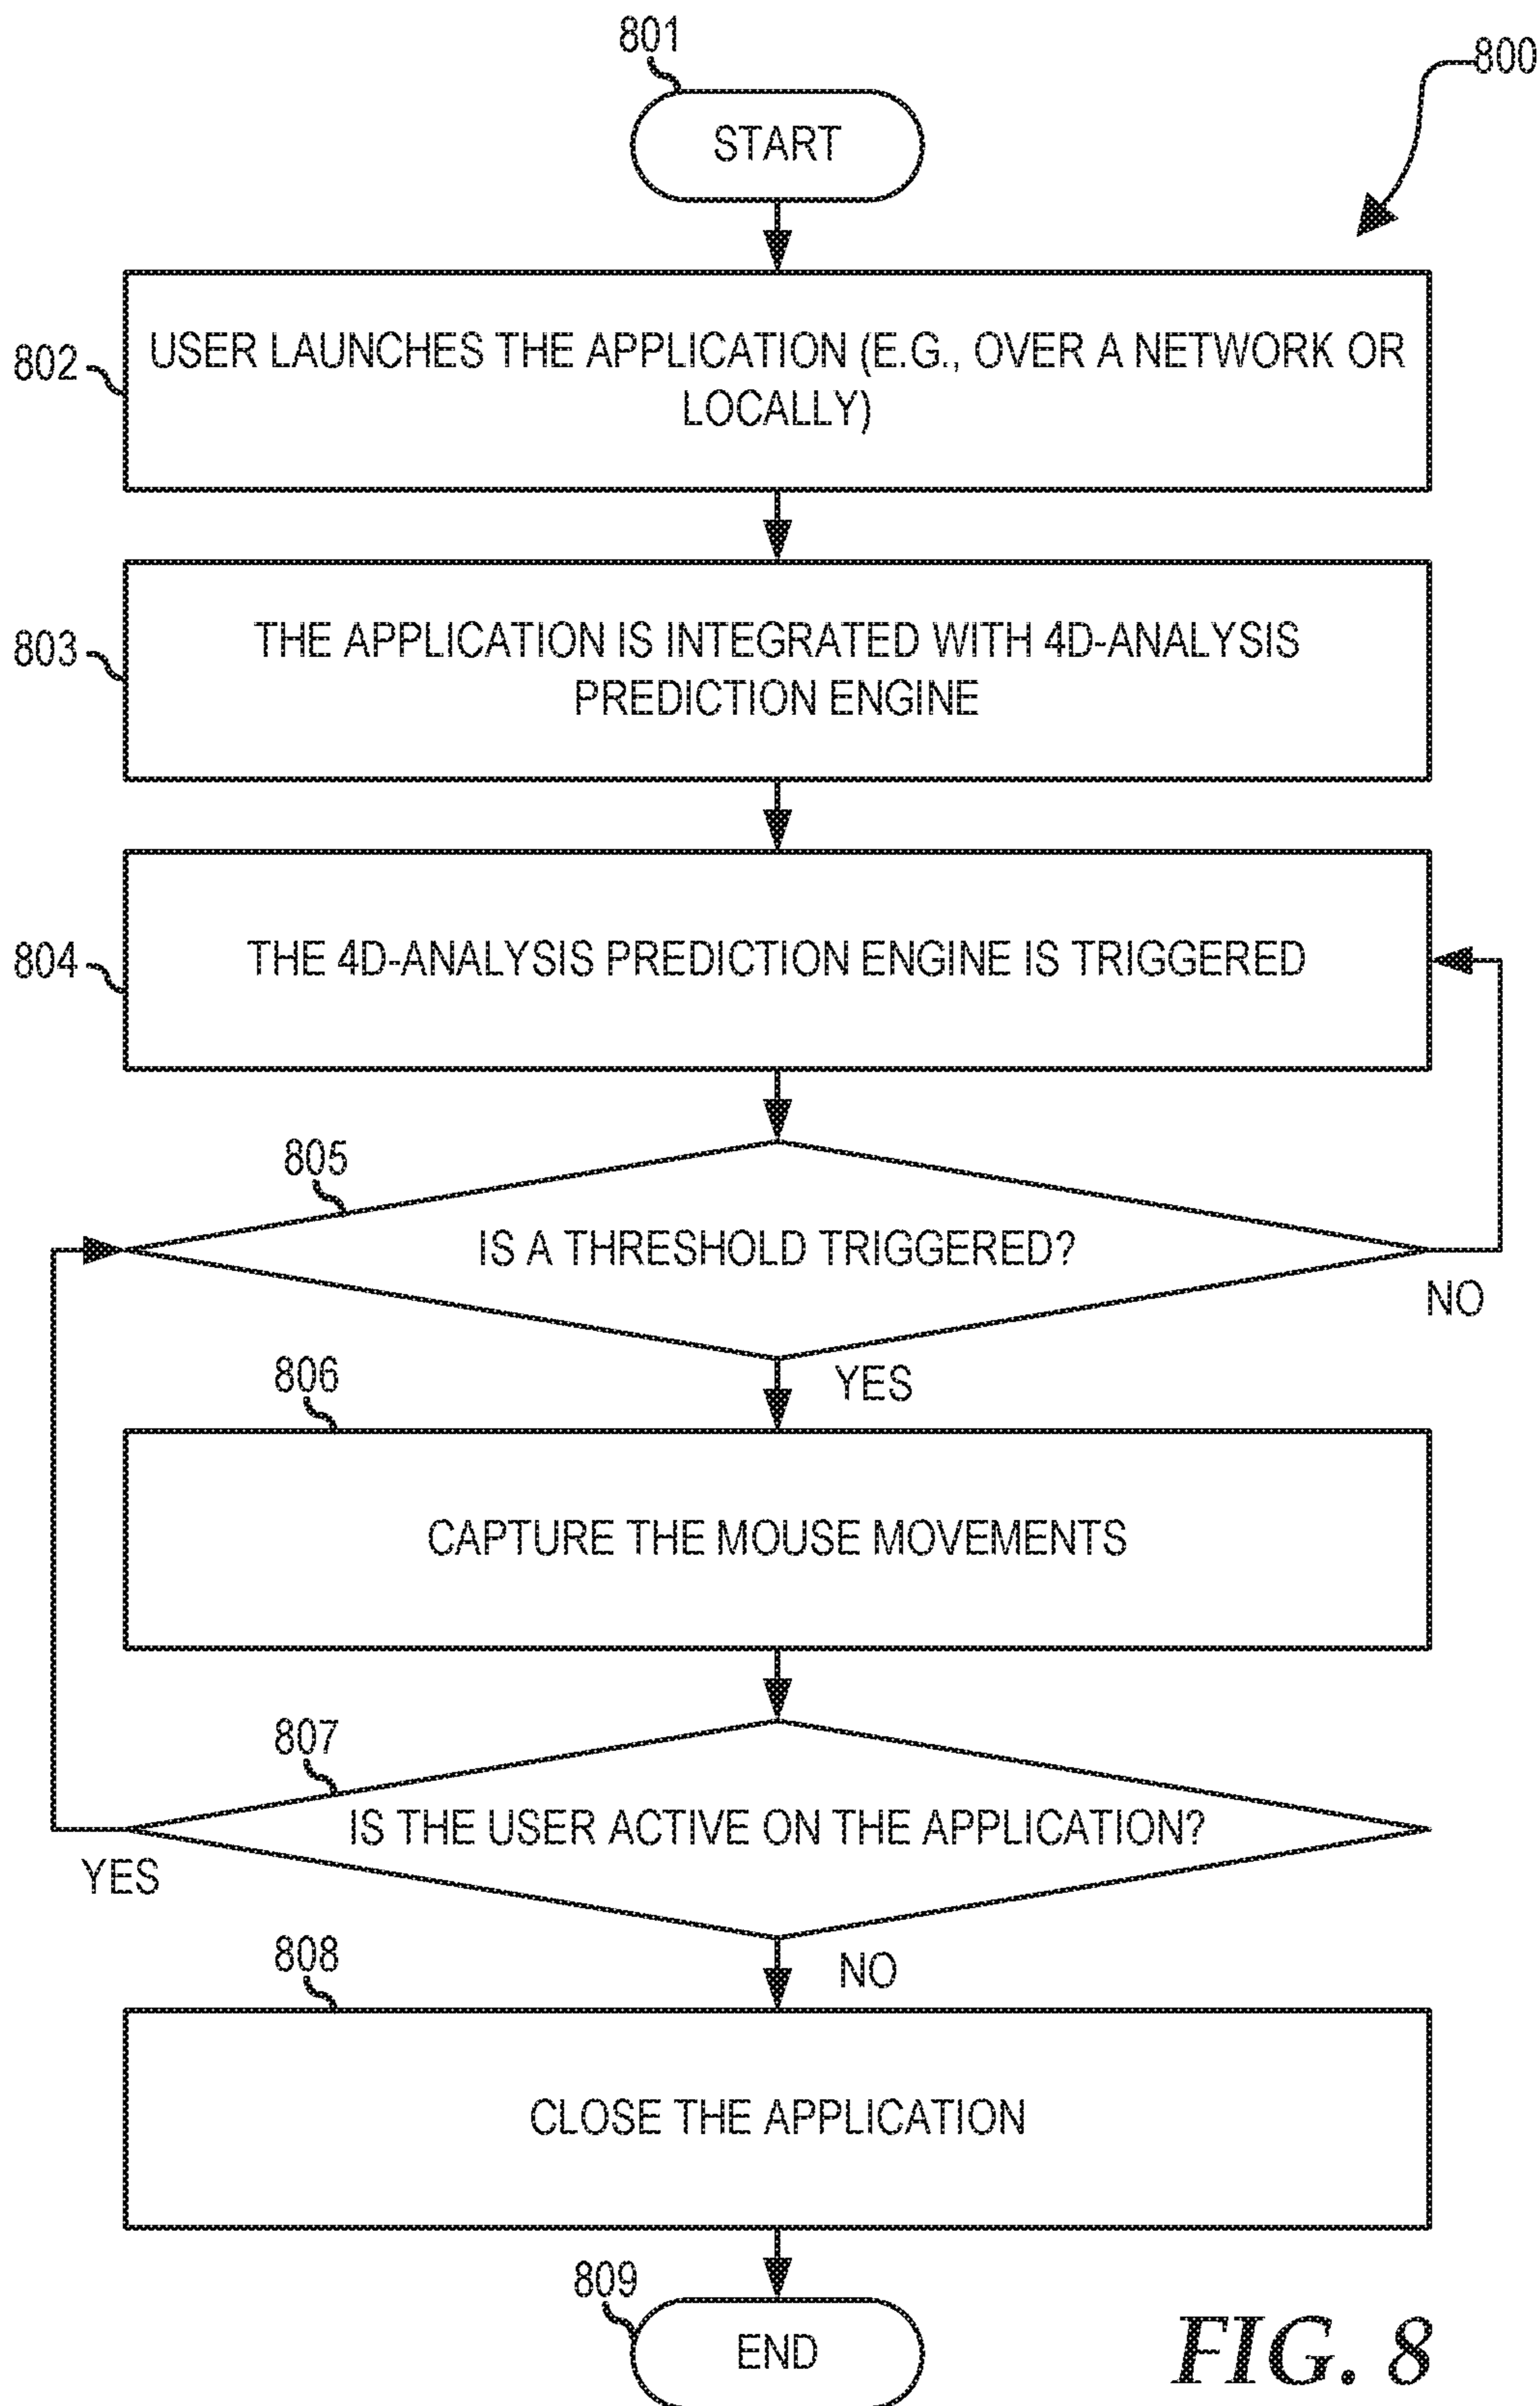 801
800
START
802
USER LAUNCHES THE APPLICATION (E.G., OVER A NETWORK OR
LOCALLY)
803
THE APPLICATION IS INTEGRATED WITH 4D-ANALYSIS
PREDICTION ENGINE
804
THE 4D-ANALYSIS PREDICTION ENGINE IS TRIGGERED
805
IS A THRESHOLD TRIGGERED?
NO
YES
806
CAPTURE THE MOUSE MOVEMENTS
807
IS THE USER ACTIVE ON THE APPLICATION?
YES
NO
808
CLOSE THE APPLICATION
809
END
FIG. 8